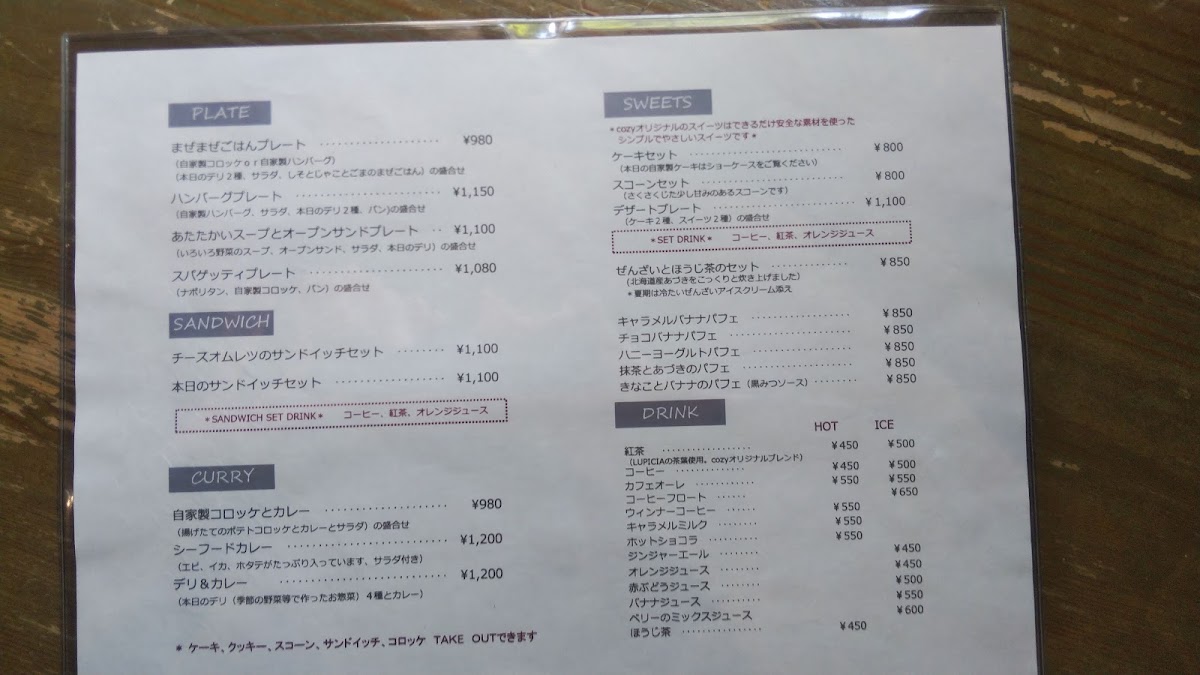 PLATE
まぜまぜごはんプレート ‥‥‥‥‥‥ ¥980
（自家製コロッケｏｒ自家製ハンバーグ）
（本日のデリ２種、サラダ、しそとじゃことごまのまぜごはん）の盛合せ
ハンバーグプレート ‥‥‥‥‥‥ ¥1,150
（自家製ハンバーグ、サラダ、本日のデリ２種、パン)の盛合せ
あたたかいスープとオープンサンドプレート ‥ ¥1,100
（いろいろ野菜のスープ、オープンサンド、サラダ、本日のデリ）の盛合せ
スパゲッティプレート ‥‥‥‥‥‥ ¥1,080
（ナポリタン、自家製コロッケ、パン）の盛合せ
SANDWICH
チーズオムレツのサンドイッチセット ‥‥‥ ¥1,100
本日のサンドイッチセット ‥‥‥‥‥‥ ¥1,100
＊SANDWICH SET DRINK＊ コーヒー、紅茶、オレンジジュース
CURRY
自家製コロッケとカレー ‥‥‥‥‥‥ ¥980
（揚げたてのポテトコロッケとカレーとサラダ）の盛合せ
シーフードカレー ‥‥‥‥‥‥ ¥1,200
（エビ、イカ、ホタテがたっぷり入っています、サラダ付き）
デリ＆カレー ‥‥‥‥‥‥ ¥1,200
（本日のデリ（季節の野菜等で作ったお惣菜）４種とカレー）
＊ ケーキ、クッキー、スコーン、サンドイッチ、コロッケ TAKE OUTできます
SWEETS
＊cozyオリジナルのスイーツはできるだけ安全な素材を使った
シンプルでやさしいスイーツです＊
ケーキセット ‥‥‥‥‥‥ ¥800
（本日の自家製ケーキはショーケースをご覧ください）
スコーンセット ‥‥‥‥‥‥ ¥800
（さくさくした少し甘みのあるスコーンです）
デザートプレート ‥‥‥‥‥‥ ¥1,100
（ケーキ２種、スイーツ２種）の盛合せ
＊SET DRINK＊ コーヒー、紅茶、オレンジジュース
ぜんざいとほうじ茶のセット ‥‥‥‥‥‥ ¥850
（北海道産あづきをこっくりと炊き上げました）
＊夏期は冷たいぜんざいアイスクリーム添え
キャラメルバナナパフェ ‥‥‥‥‥‥ ¥850
チョコバナナパフェ ‥‥‥‥‥‥ ¥850
ハニーヨーグルトパフェ ‥‥‥‥‥‥ ¥850
抹茶とあづきのパフェ ‥‥‥‥‥‥ ¥850
きなことバナナのパフェ（黒みつソース）‥‥‥ ¥850
DRINK
HOT ICE
紅茶 ‥‥‥‥‥‥ ¥450 ¥500
（LUPICIAの茶葉使用。cozyオリジナルブレンド）
コーヒー ‥‥‥‥‥‥ ¥450 ¥500
カフェオーレ ‥‥‥‥‥‥ ¥550 ¥550
コーヒーフロート ‥‥‥ ¥650
ウィンナーコーヒー ‥‥‥ ¥550
キャラメルミルク ‥‥‥ ¥550
ホットショコラ ‥‥‥‥ ¥550
ジンジャーエール ‥‥‥ ¥450
オレンジジュース ‥‥‥ ¥450
赤ぶどうジュース ‥‥‥ ¥500
バナナジュース ‥‥‥‥ ¥550
ベリーのミックスジュース ¥600
ほうじ茶 ‥‥‥‥‥‥ ¥450